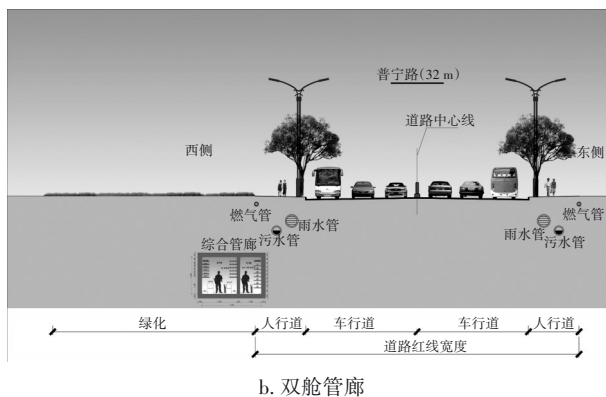 普宁路(32 m)
道路中心线
西侧
东侧
燃气管
雨水管
污水管
综合管廊
燃气管
雨水管
污水管
绿化
人行道
车行道
车行道
人行道
道路红线宽度
b. 双舱管廊